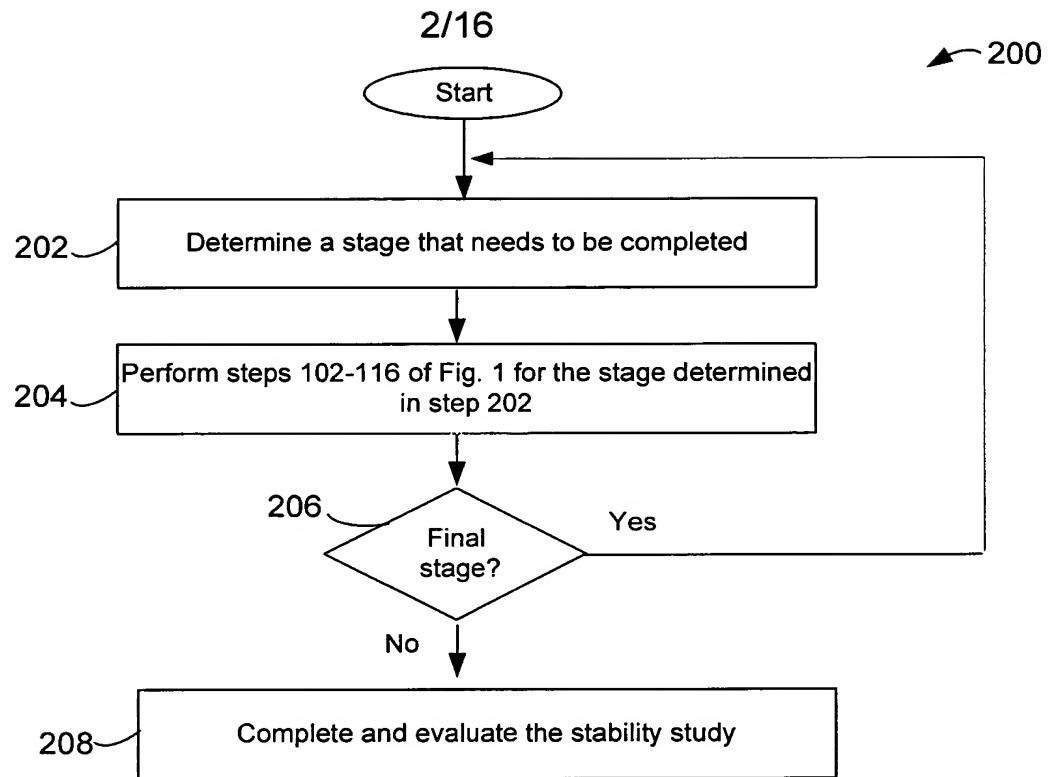 2/16
200
Start
202
Determine a stage that needs to be completed
204
Perform steps 102-116 of Fig. 1 for the stage determined
in step 202
206
Final
stage?
Yes
No
208
Complete and evaluate the stability study